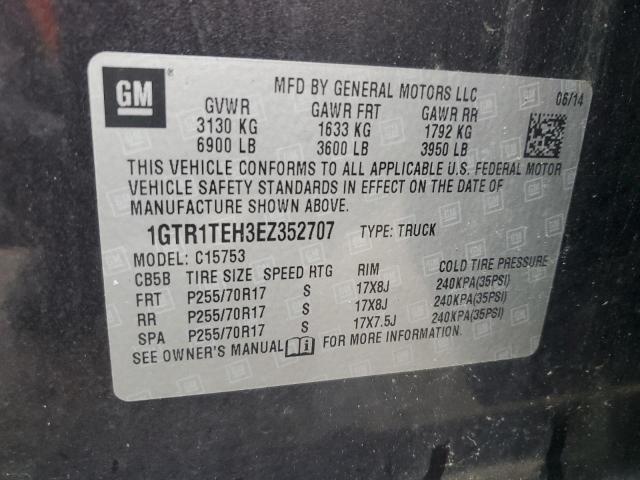 GM
®
MFD BY GENERAL MOTORS LLC
06/14
GVWR GAWR FRT GAWR RR
3130 KG 1633 KG 1792 KG
6900 LB 3600 LB 3950 LB
THIS VEHICLE CONFORMS TO ALL APPLICABLE U.S. FEDERAL MOTOR
VEHICLE SAFETY STANDARDS IN EFFECT ON THE DATE OF
MANUFACTURE SHOWN ABOVE.
1GTR1TEH3EZ352707 TYPE: TRUCK
MODEL: C15753
CB5B TIRE SIZE SPEED RTG RIM COLD TIRE PRESSURE
FRT P255/70R17 S 17X8J 240KPA(35PSI)
RR P255/70R17 S 17X8J 240KPA(35PSI)
SPA P255/70R17 S 17X7.5J 240KPA(35PSI)
SEE OWNER'S MANUAL FOR MORE INFORMATION.